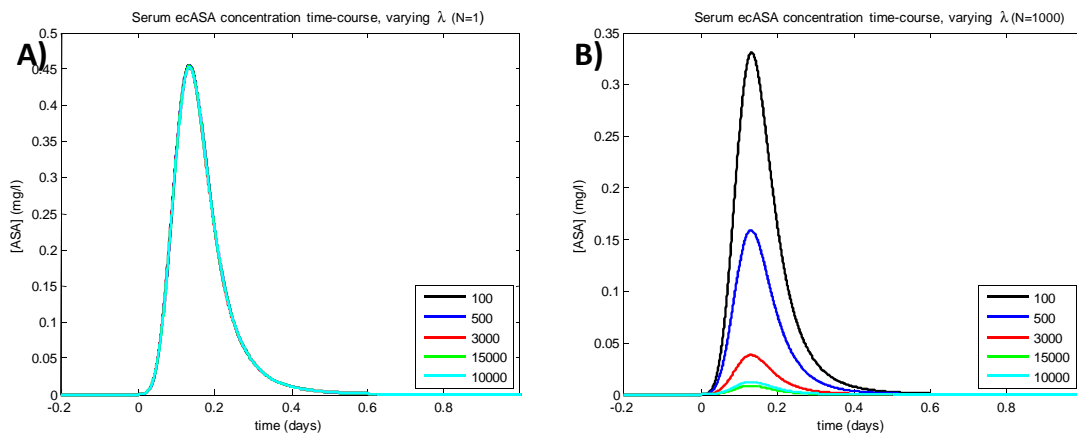 Serum ecASA concentration time-course, varying λ (N=1)
A)
0.5
0.45
0.4
0.35
0.3
0.25
0.2
0.15
0.1
0.05
0
[ASA] (mg/l)
-0.2 0 0.2 0.4 0.6 0.8
time (days)
100
500
3000
15000
10000
Serum ecASA concentration time-course, varying λ (N=1000)
B)
0.35
0.3
0.25
0.2
0.15
0.1
0.05
0
[ASA] (mg/l)
-0.2 0 0.2 0.4 0.6 0.8
time (days)
100
500
3000
15000
10000